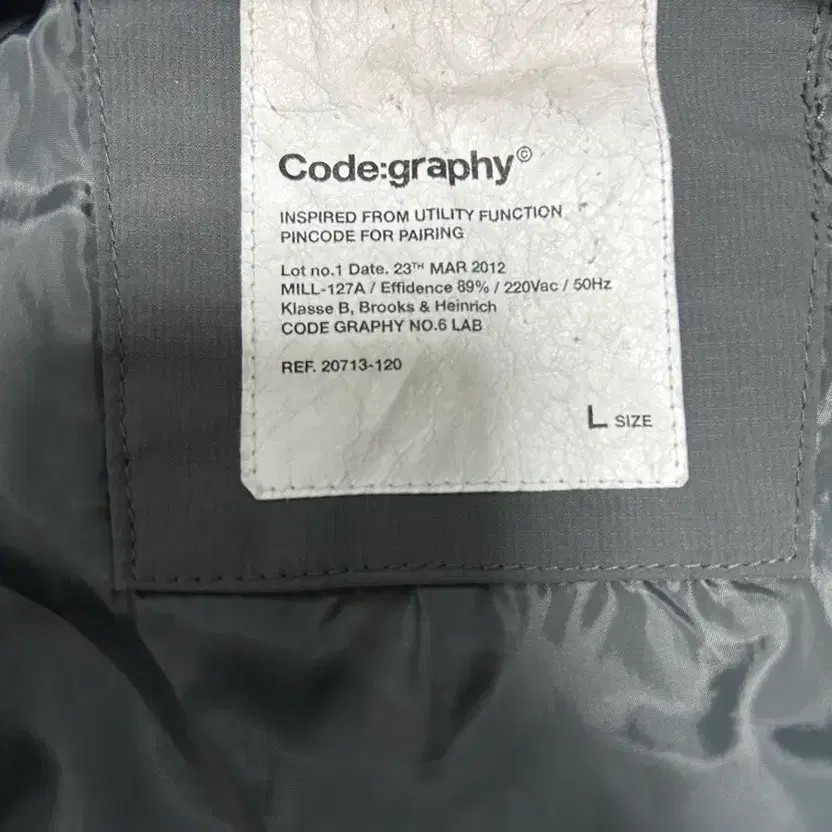 Code:graphy©
INSPIRED FROM UTILITY FUNCTION
PINCODE FOR PAIRING
Lot no.1 Date. 23TH MAR 2012
MILL-127A / Effidence 89% / 220Vac / 50Hz
Klasse B, Brooks & Heinrich
CODE GRAPHY NO.6 LAB
REF. 20713-120
L SIZE